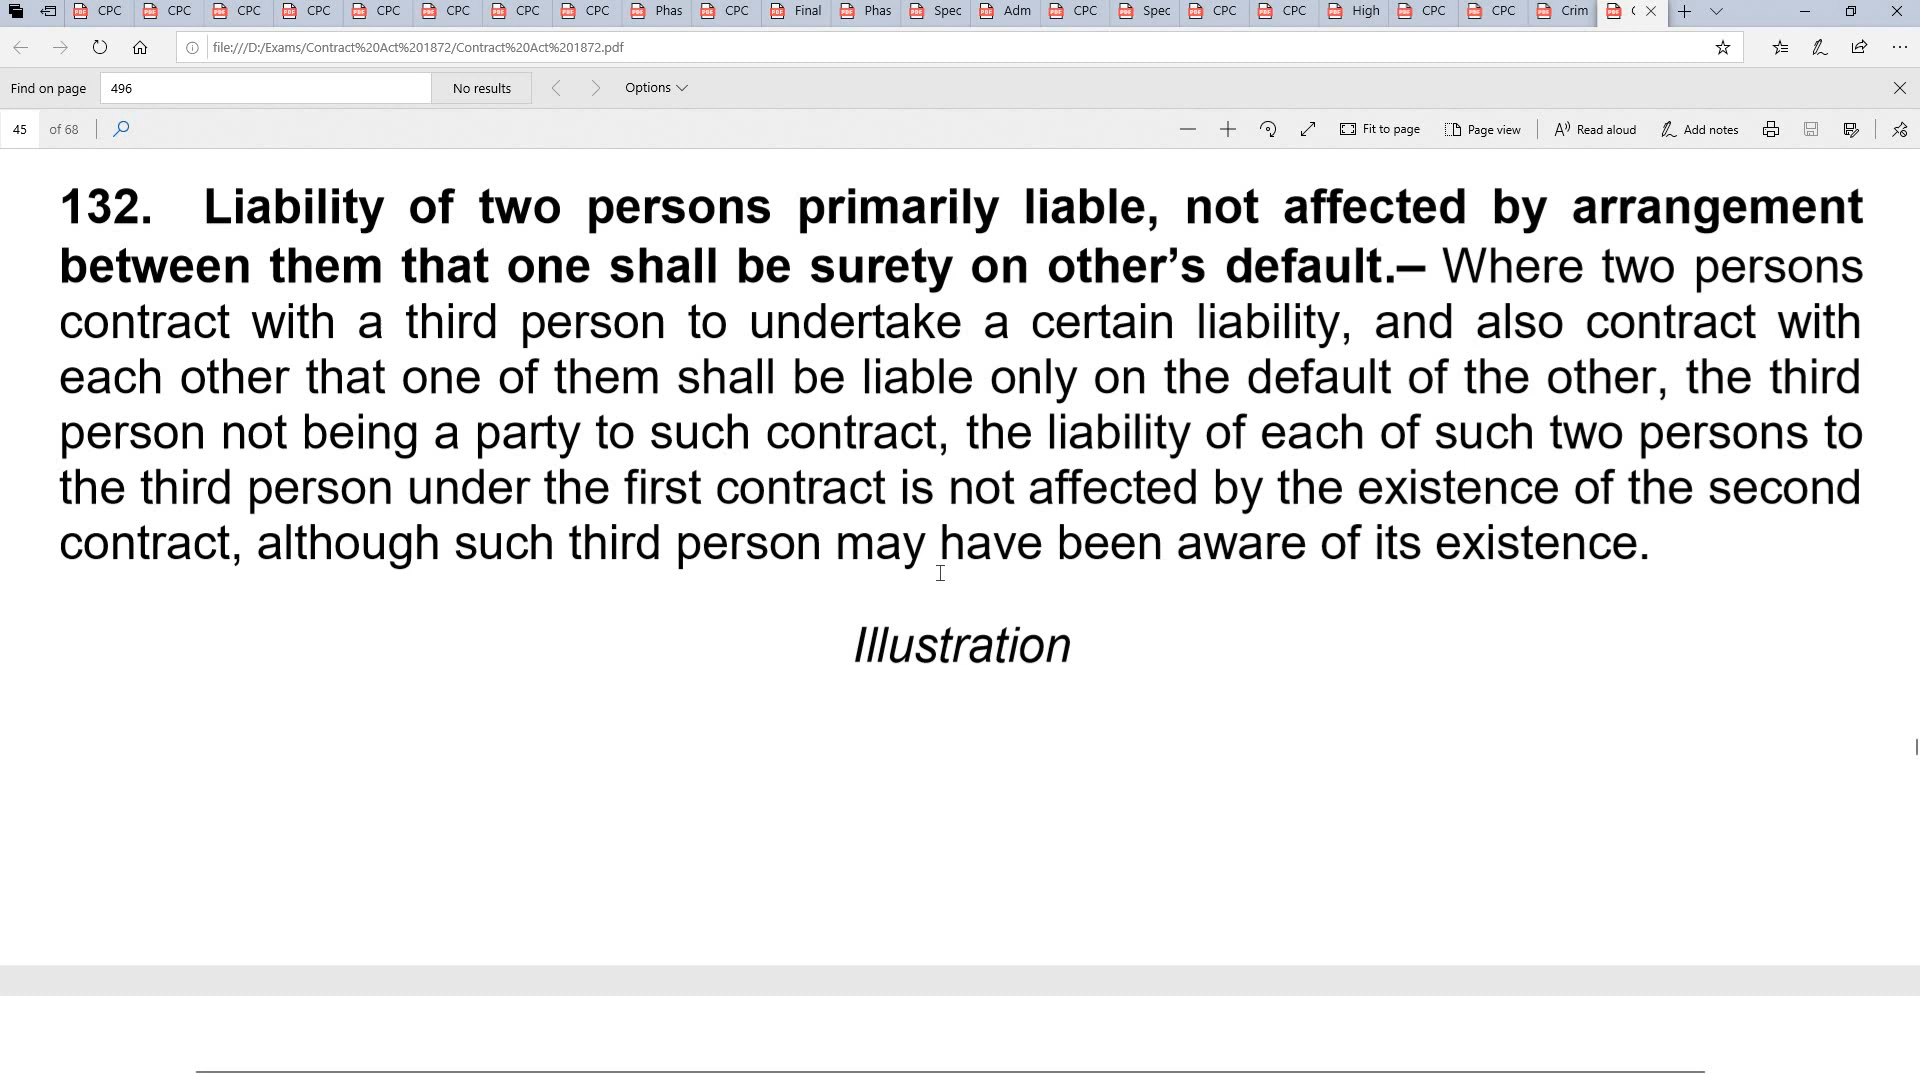 CPC CPC CPC CPC CPC CPC CPC CPC Phas CPC Final Phas Spec Adm CPC Spec CPC CPC High CPC CPC Crim
file:///D:/Exams/Contract%20Act%201872/Contract%20Act%201872.pdf
Find on page 496 No results Options
45 of 68 Fit to page Page view Read aloud Add notes
132. Liability of two persons primarily liable, not affected by arrangement
between them that one shall be surety on other’s default.– Where two persons
contract with a third person to undertake a certain liability, and also contract with
each other that one of them shall be liable only on the default of the other, the third
person not being a party to such contract, the liability of each of such two persons to
the third person under the first contract is not affected by the existence of the second
contract, although such third person may have been aware of its existence.
Illustration